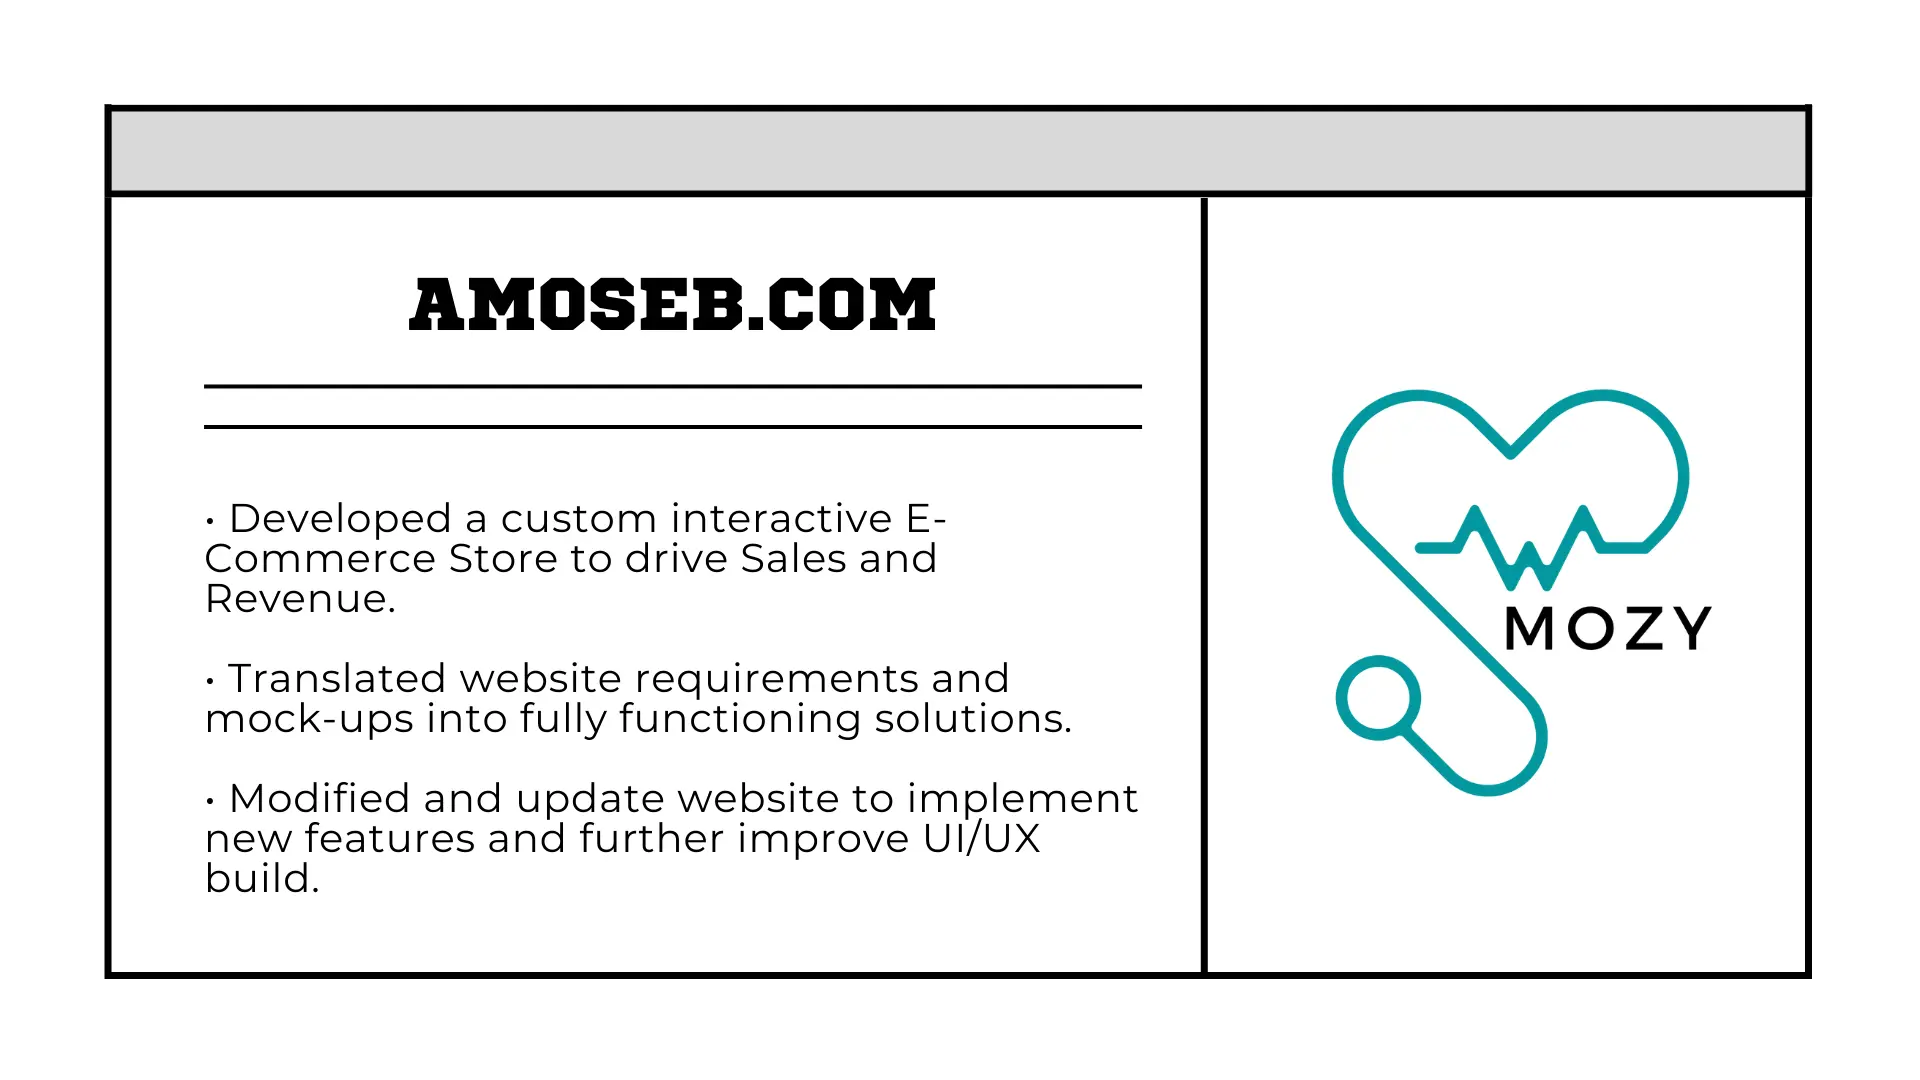 AMOSEB.COM
• Developed a custom interactive E-
Commerce Store to drive Sales and
Revenue.
• Translated website requirements and
mock-ups into fully functioning solutions.
• Modified and update website to implement
new features and further improve UI/UX
build.
MOZY